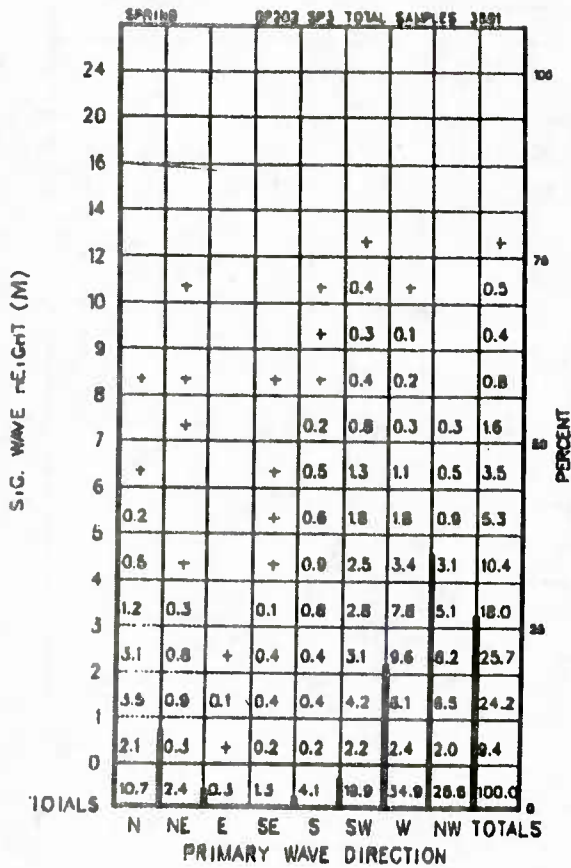 SPRING GP203 SP3 TOTAL SAMPLES 3591
24 100
20
16
14
+ +
12 75
+ + 0.4 + 0.5
10
+ 0.3 0.1 0.4
9
+ + + + 0.4 0.2 0.8
8
+ 0.2 0.8 0.3 0.3 1.6
7
+ + 0.5 1.3 1.1 0.5 3.5
6
0.2 + 0.6 1.8 1.8 0.9 5.3
5
+ + 0.9 2.5 3.4 3.1 10.4
4
1.2 0.3 0.1 0.8 2.8 7.8 5.1 18.0
3
3.1 0.8 + 0.4 0.4 3.1 9.6 8.2 25.7
2
3.5 0.9 0.1 0.4 0.4 4.2 8.1 6.5 24.2
1
2.1 0.3 + 0.2 0.2 2.2 2.4 2.0 9.4
0
TOTALS 10.7 2.4 0.3 1.3 4.1 19.9 34.9 26.6 100.0 0
N NE E SE S SW W NW TOTALS
PRIMARY WAVE DIRECTION
SIG. WAVE HEIGHT (M)
PERCENT